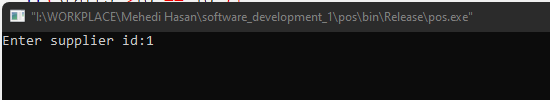 "I:\WORKPLACE\Mehedi Hasan\software_development_1\pos\bin\Release\pos.exe"
Enter supplier id:1